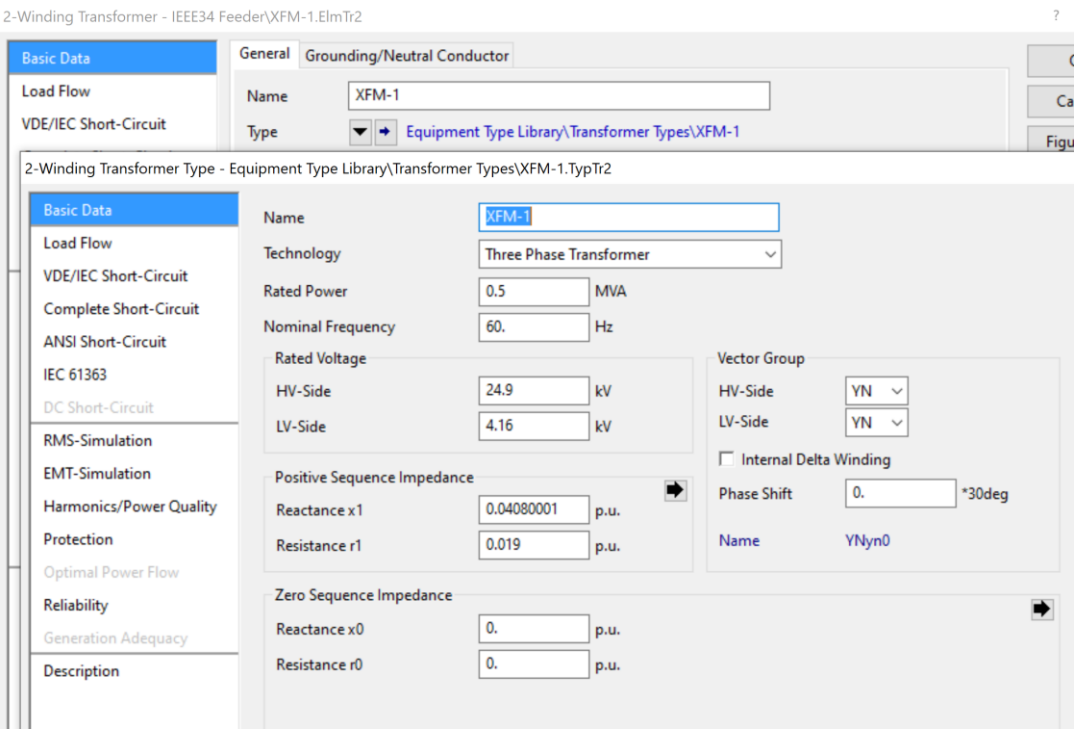 2-Winding Transformer - IEEE34 Feeder\XFM-1.ElmTr2 ?
Basic Data
Load Flow
VDE/IEC Short-Circuit
General Grounding/Neutral Conductor
Name XFM-1
Type Equipment Type Library\Transformer Types\XFM-1
Ca
Figu
2-Winding Transformer Type - Equipment Type Library\Transformer Types\XFM-1.TypTr2
Basic Data
Load Flow
VDE/IEC Short-Circuit
Complete Short-Circuit
ANSI Short-Circuit
IEC 61363
DC Short-Circuit
RMS-Simulation
EMT-Simulation
Harmonics/Power Quality
Protection
Optimal Power Flow
Reliability
Generation Adequacy
Description
Name XFM-1
Technology Three Phase Transformer
Rated Power 0.5 MVA
Nominal Frequency 60. Hz
Rated Voltage
HV-Side 24.9 kV
LV-Side 4.16 kV
Vector Group
HV-Side YN
LV-Side YN
Internal Delta Winding
Phase Shift 0. *30deg
Name YNyn0
Positive Sequence Impedance
Reactance x1 0.04080001 p.u.
Resistance r1 0.019 p.u.
Zero Sequence Impedance
Reactance x0 0. p.u.
Resistance r0 0. p.u.